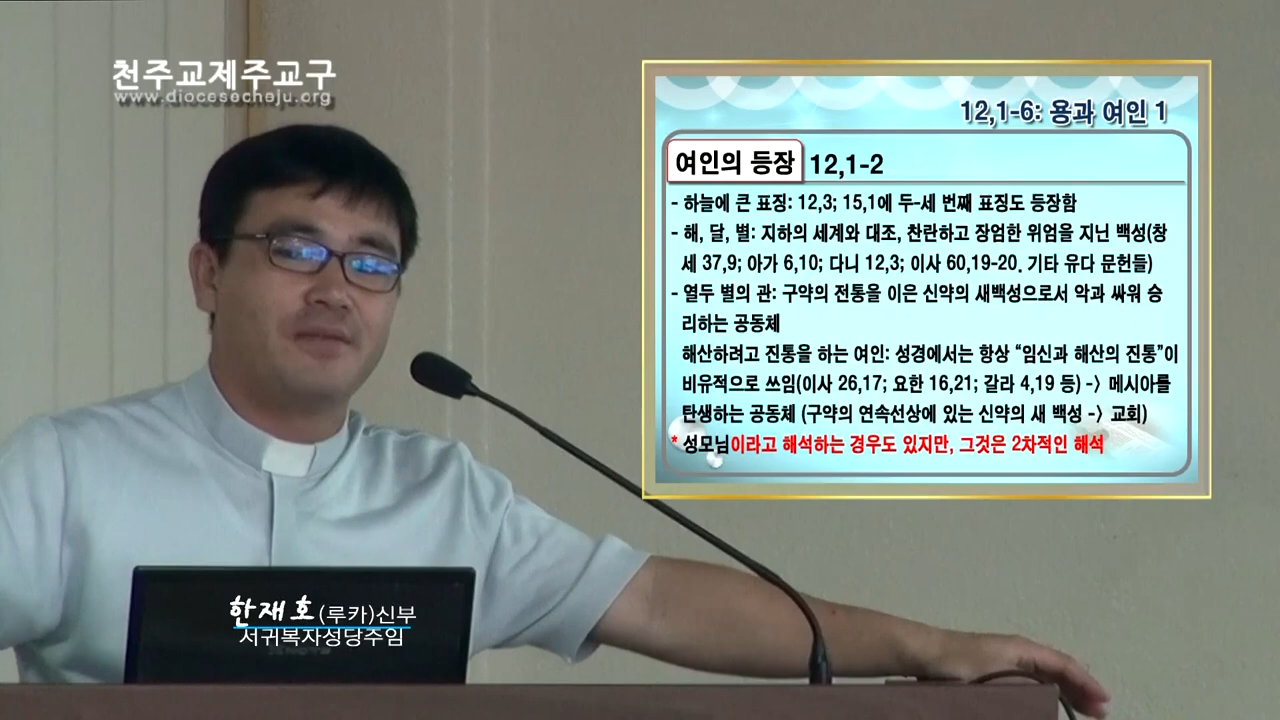 천주교제주교구
www.diocesecheju.org
12,1-6: 용과 여인 1
여인의 등장 12,1-2
- 하늘에 큰 표징: 12,3; 15,1에 두-세 번째 표징도 등장함
- 해, 달, 별: 지하의 세계와 대조, 찬란하고 장엄한 위엄을 지닌 백성(창
세 37,9; 아가 6,10; 다니 12,3; 이사 60,19-20. 기타 유다 문헌들)
- 열두 별의 관: 구약의 전통을 이은 신약의 새백성으로서 악과 싸워 승
리하는 공동체
해산하려고 진통을 하는 여인: 성경에서는 항상 “임신과 해산의 진통”이
비유적으로 쓰임(이사 26,17; 요한 16,21; 갈라 4,19 등) -> 메시아를
탄생하는 공동체 (구약의 연속선상에 있는 신약의 새 백성 -> 교회)
* 성모님이라고 해석하는 경우도 있지만, 그것은 2차적인 해석
한재호 (루카)신부
서귀복자성당주임